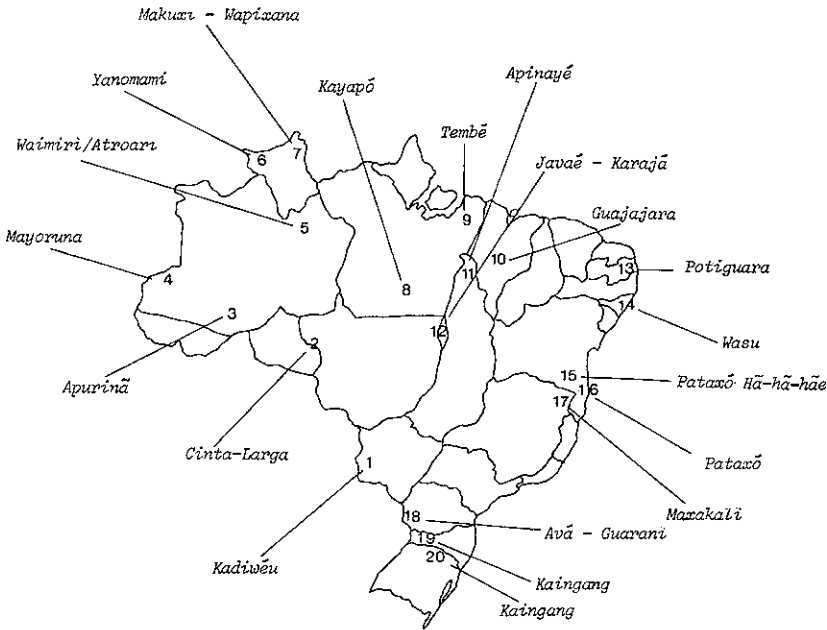 Makuxi - Wapixana
Apinayé
Yanomami
Kayapó
Tembé
Waimiri/Atroari
Javaé - Karajá
Guajajara
Mayoruna
Potiguara
Wasu
Apurinã
Pataxó Hã-hã-hãe
Cinta-Larga
Pataxó
Maxakali
Kadiwéu
Avá - Guarani
Kaingang
Kaingang
7
6
9
5
10
13
4
11
8
14
3
12
2
15
16
17
1
18
19
20